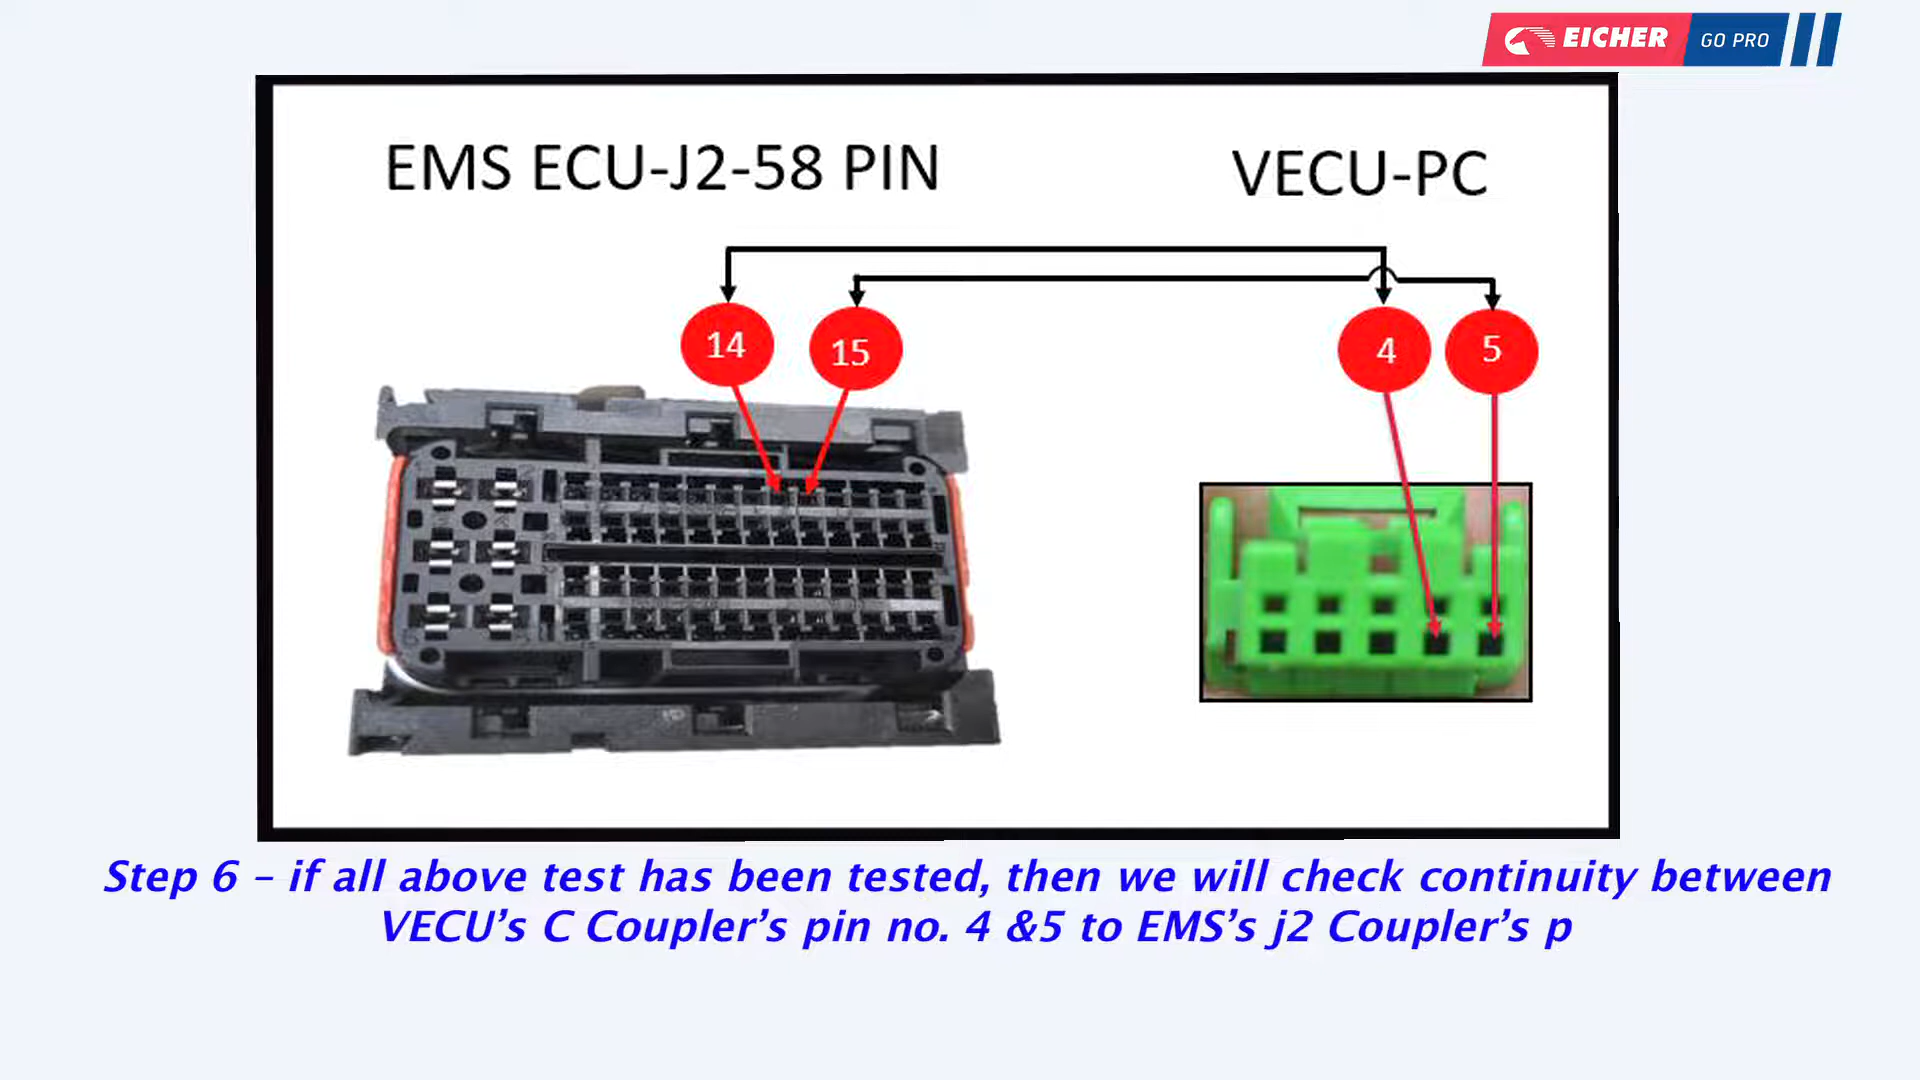 EICHER GO PRO
EMS ECU-J2-58 PIN
VECU-PC
14
15
4
5
Step 6 – if all above test has been tested, then we will check continuity between
VECU’s C Coupler’s pin no. 4 &5 to EMS’s j2 Coupler’s p